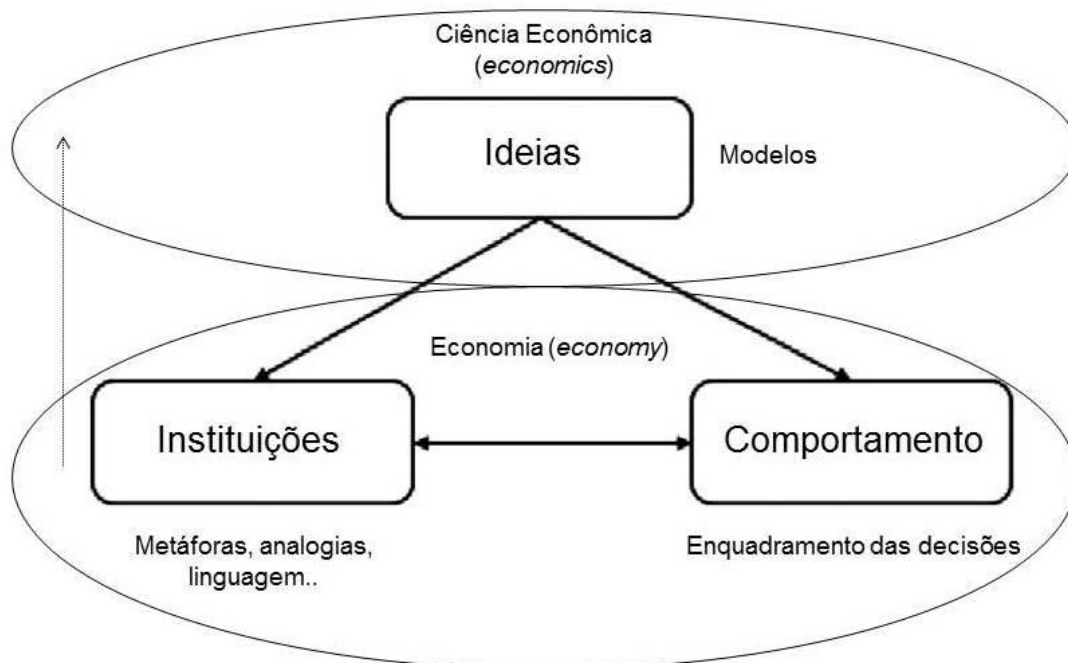 Ciência Econômica
(economics)
Ideias
Modelos
Economia (economy)
Instituições
Comportamento
Metáforas, analogias,
linguagem..
Enquadramento das decisões